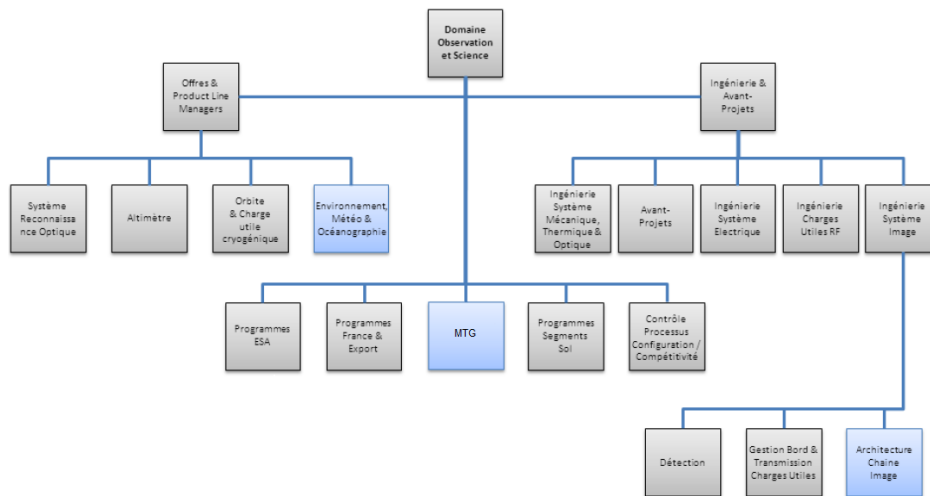 Domaine
Observation
et Science
Offres &
Product Line
Managers
Ingénierie &
Avant-
Projets
Système
Reconnaissa
nce Optique
Altimètre
Orbite
& Charge
utile
cryogénique
Environnement,
Météo &
Océanographie
Ingénierie
Système
Mécanique,
Thermique &
Optique
Avant-
Projets
Ingénierie
Système
Electrique
Ingénierie
Charges
Utiles RF
Ingénierie
Système
Image
Programmes
ESA
Programmes
France &
Export
MTG
Programmes
Segments
Sol
Contrôle
Processus
Configuration /
Compétitivité
Détection
Gestion Bord &
Transmission
Charges Utiles
Architecture
Chaine
Image